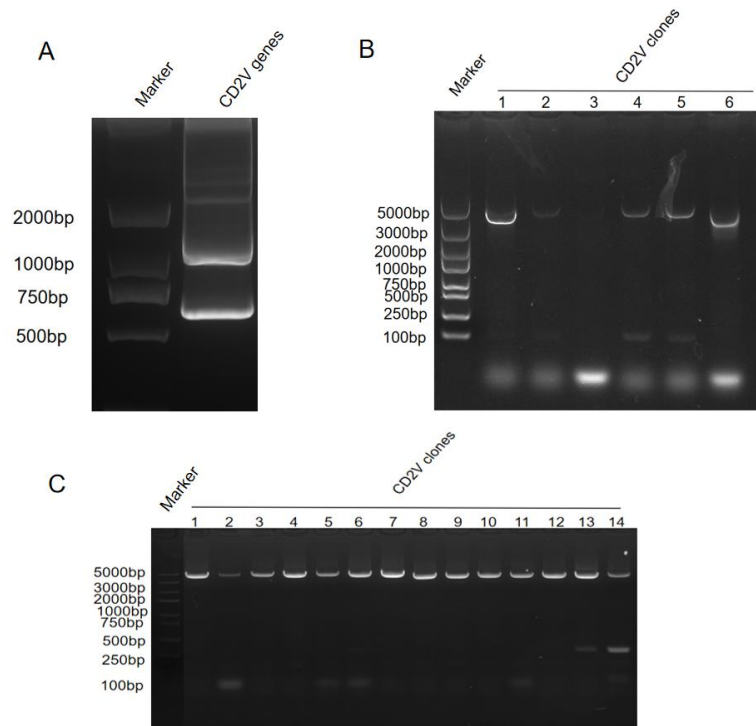 A
Marker
CD2V genes
2000bp
1000bp
750bp
500bp
B
Marker
CD2V clones
1 2 3 4 5 6
5000bp
3000bp
2000bp
1000bp
750bp
500bp
250bp
100bp
C
Marker
CD2V clones
1 2 3 4 5 6 7 8 9 10 11 12 13 14
5000bp
3000bp
2000bp
1000bp
750bp
500bp
250bp
100bp